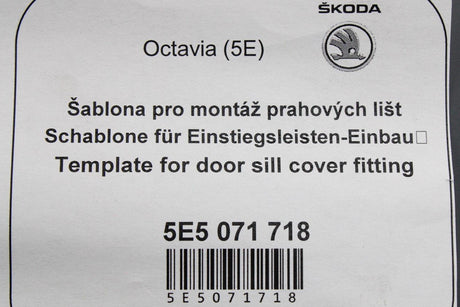 ŠKODA
Octavia (5E)
Šablona pro montáž prahových lišt
Schablone für Einstiegsleisten-Einbau□
Template for door sill cover fitting
5E5 071 718
5E5071718